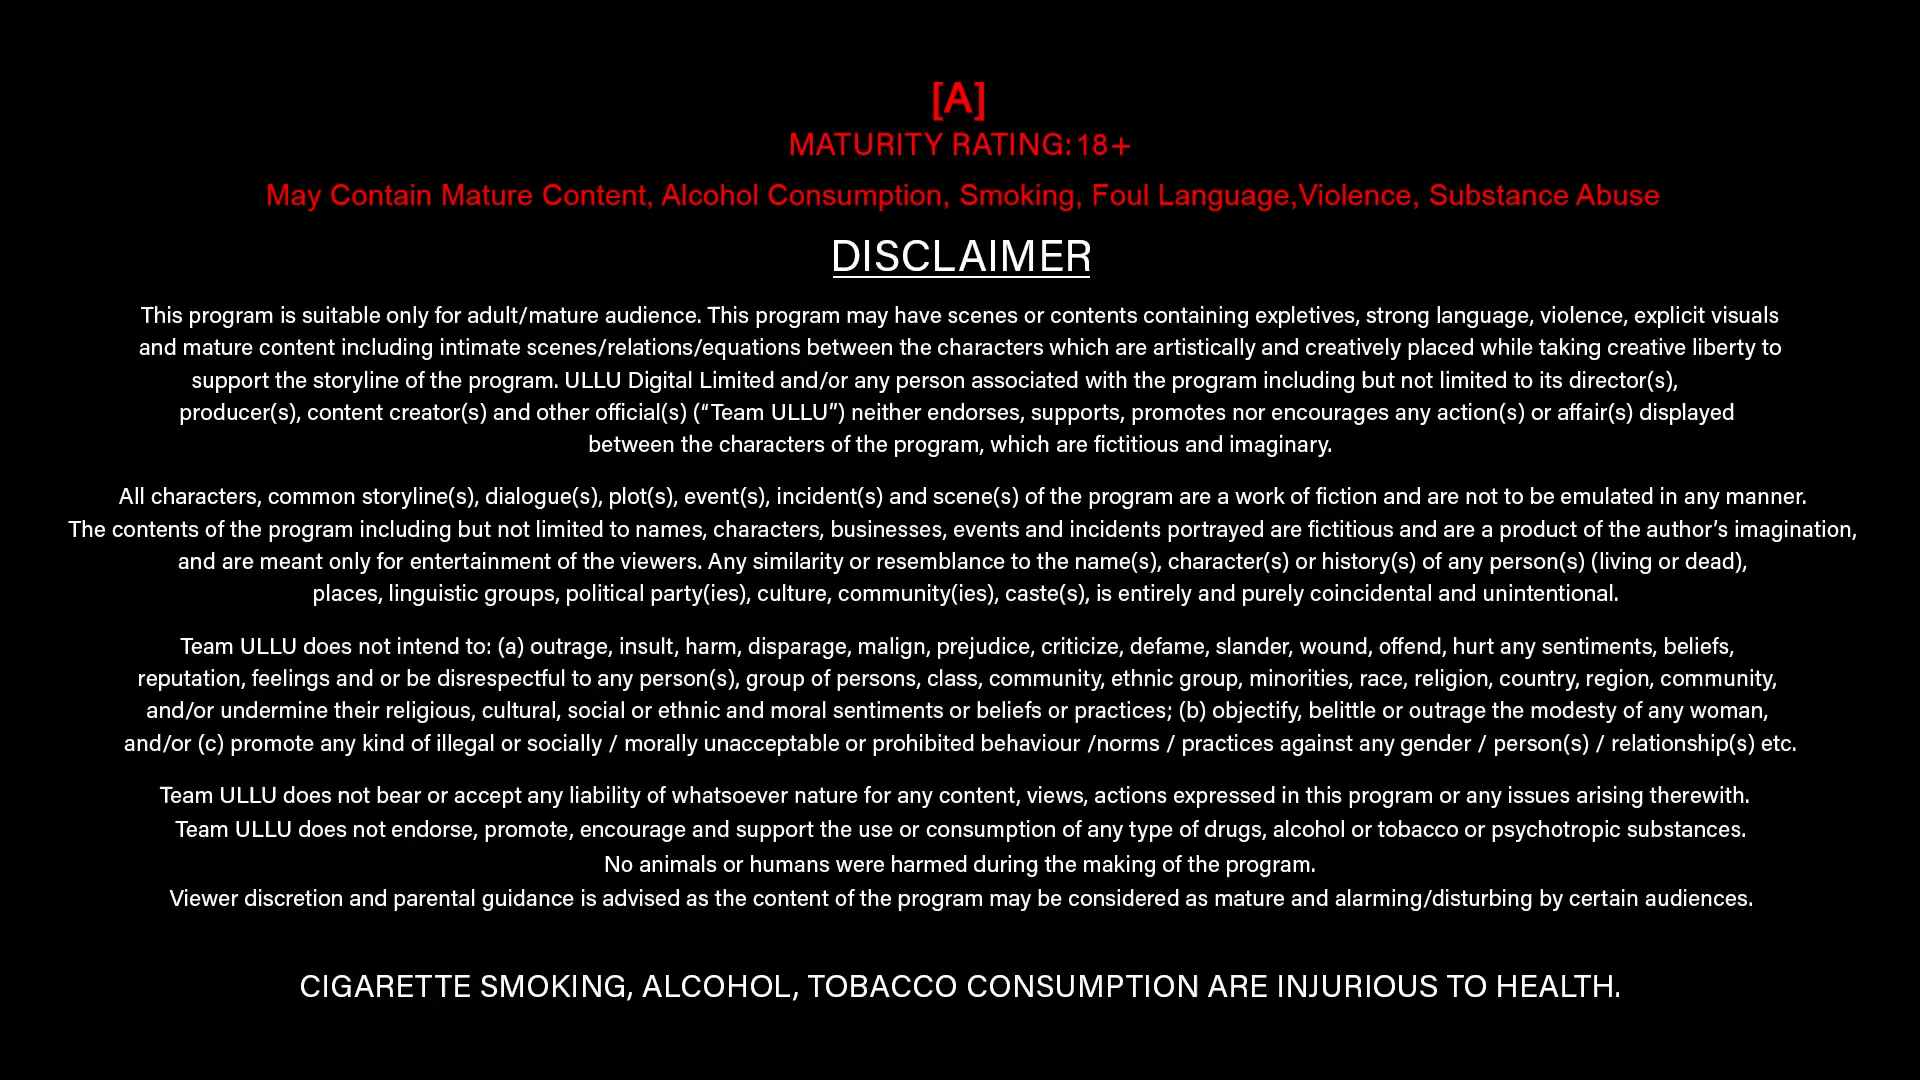 [A]
MATURITY RATING:18+
May Contain Mature Content, Alcohol Consumption, Smoking, Foul Language,Violence, Substance Abuse
DISCLAIMER
This program is suitable only for adult/mature audience. This program may have scenes or contents containing expletives, strong language, violence, explicit visuals
and mature content including intimate scenes/relations/equations between the characters which are artistically and creatively placed while taking creative liberty to
support the storyline of the program. ULLU Digital Limited and/or any person associated with the program including but not limited to its director(s),
producer(s), content creator(s) and other official(s) (“Team ULLU”) neither endorses, supports, promotes nor encourages any action(s) or affair(s) displayed
between the characters of the program, which are fictitious and imaginary.
All characters, common storyline(s), dialogue(s), plot(s), event(s), incident(s) and scene(s) of the program are a work of fiction and are not to be emulated in any manner.
The contents of the program including but not limited to names, characters, businesses, events and incidents portrayed are fictitious and are a product of the author’s imagination,
and are meant only for entertainment of the viewers. Any similarity or resemblance to the name(s), character(s) or history(s) of any person(s) (living or dead),
places, linguistic groups, political party(ies), culture, community(ies), caste(s), is entirely and purely coincidental and unintentional.
Team ULLU does not intend to: (a) outrage, insult, harm, disparage, malign, prejudice, criticize, defame, slander, wound, offend, hurt any sentiments, beliefs,
reputation, feelings and or be disrespectful to any person(s), group of persons, class, community, ethnic group, minorities, race, religion, country, region, community,
and/or undermine their religious, cultural, social or ethnic and moral sentiments or beliefs or practices; (b) objectify, belittle or outrage the modesty of any woman,
and/or (c) promote any kind of illegal or socially / morally unacceptable or prohibited behaviour /norms / practices against any gender / person(s) / relationship(s) etc.
Team ULLU does not bear or accept any liability of whatsoever nature for any content, views, actions expressed in this program or any issues arising therewith.
Team ULLU does not endorse, promote, encourage and support the use or consumption of any type of drugs, alcohol or tobacco or psychotropic substances.
No animals or humans were harmed during the making of the program.
Viewer discretion and parental guidance is advised as the content of the program may be considered as mature and alarming/disturbing by certain audiences.
CIGARETTE SMOKING, ALCOHOL, TOBACCO CONSUMPTION ARE INJURIOUS TO HEALTH.